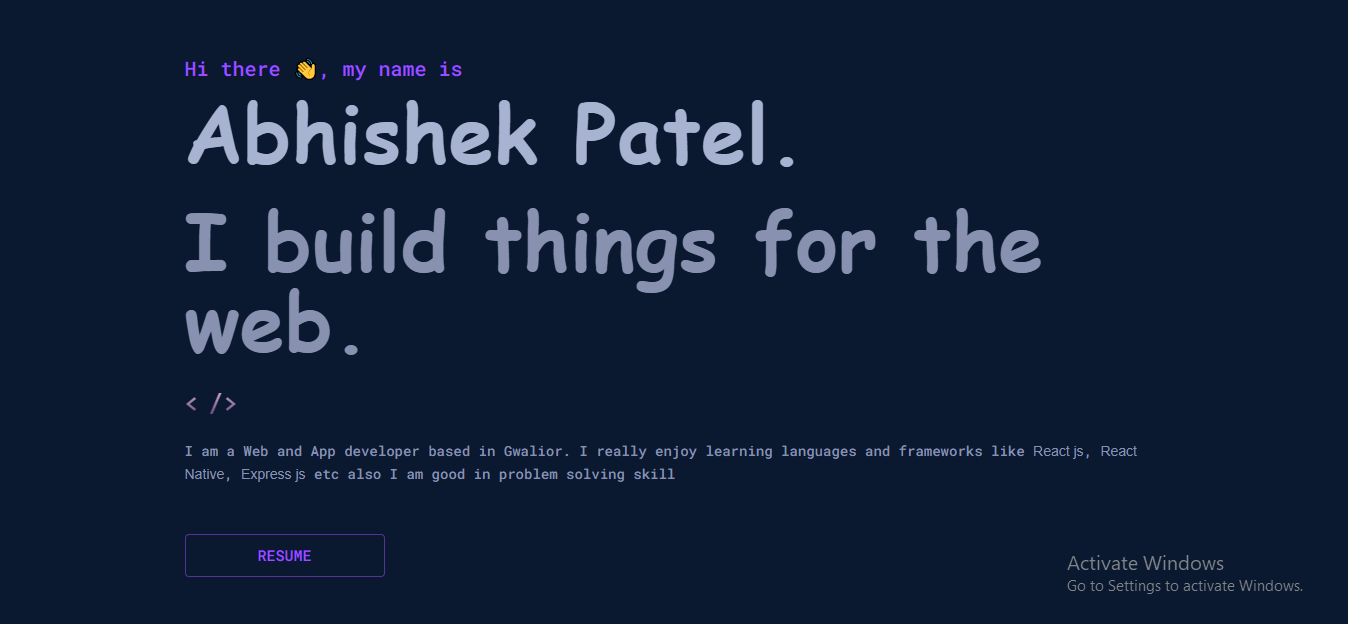 Hi there 👋, my name is
Abhishek Patel.
I build things for the
web.
< />
I am a Web and App developer based in Gwalior. I really enjoy learning languages and frameworks like React js, React
Native, Express js etc also I am good in problem solving skill
RESUME
Activate Windows
Go to Settings to activate Windows.